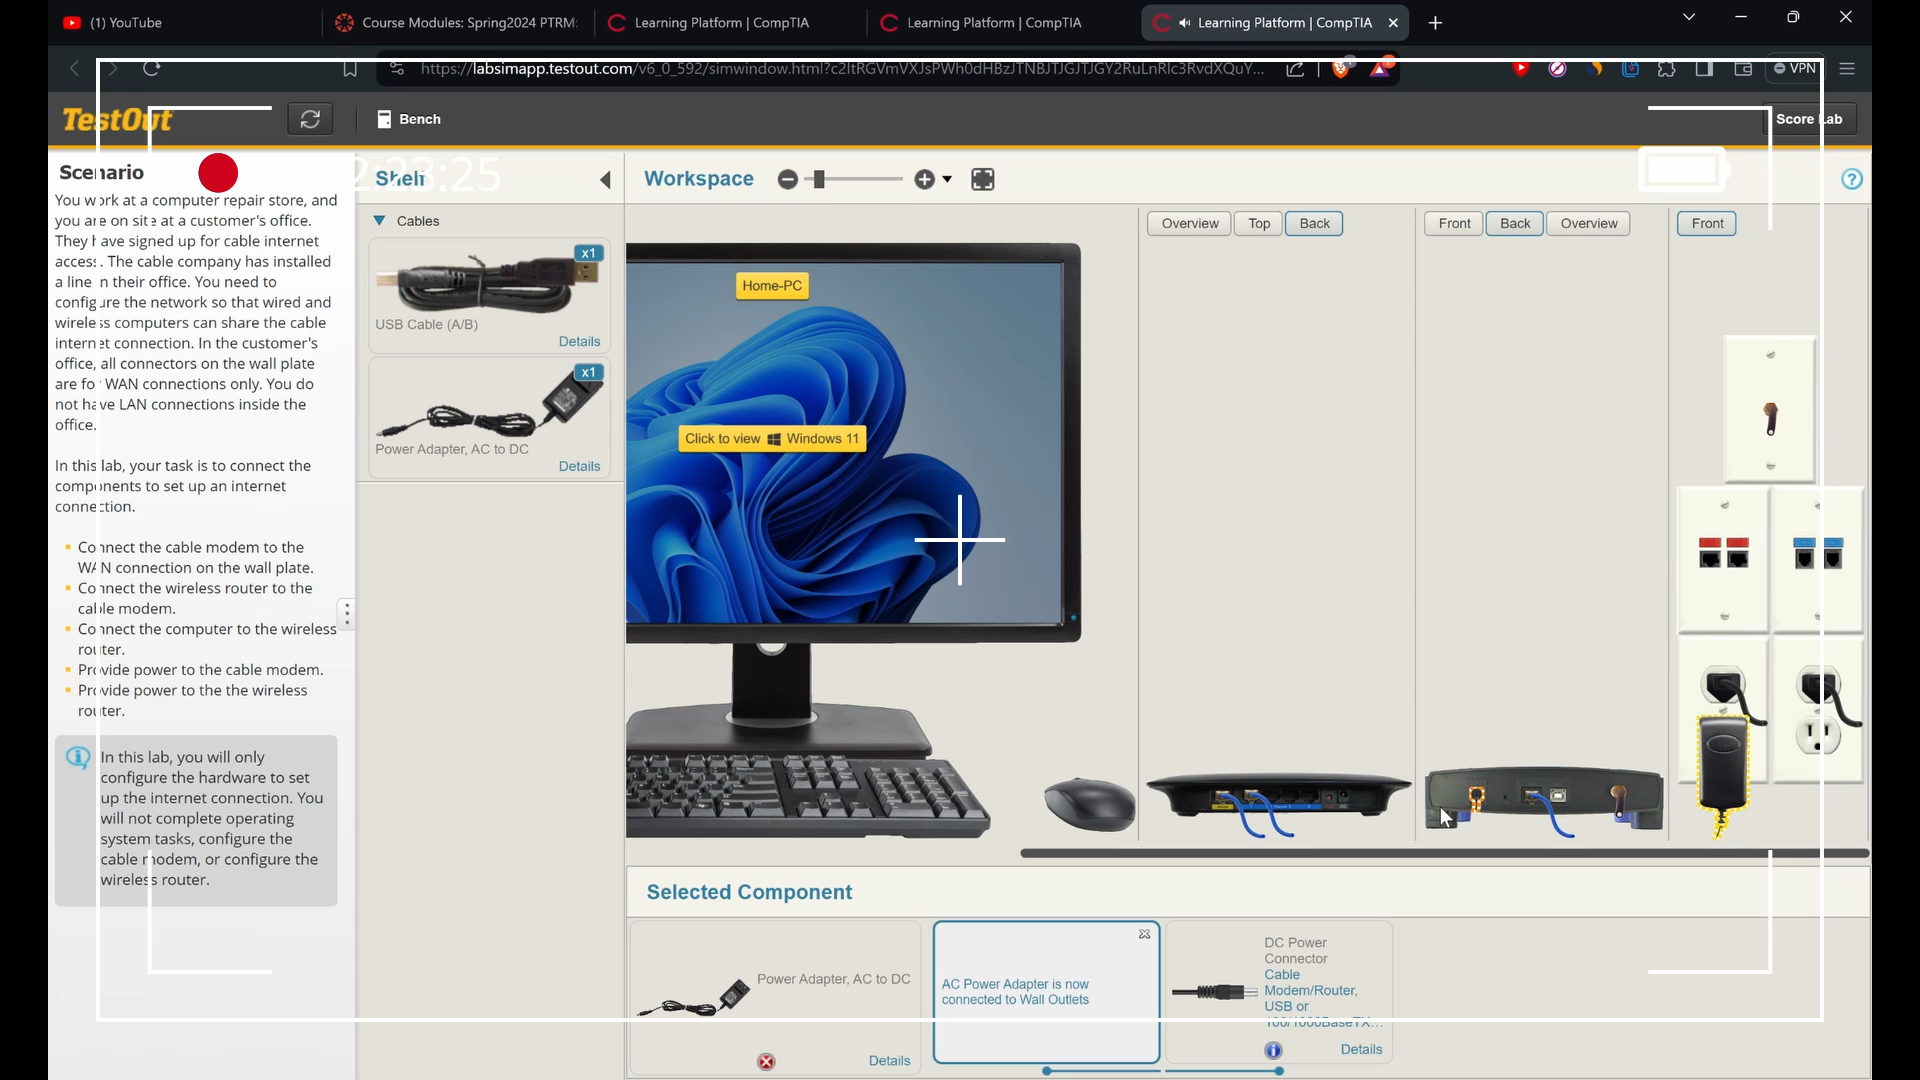 (1) YouTube
Course Modules: Spring2024 PTRM:
Learning Platform | CompTIA
Learning Platform | CompTIA
Learning Platform | CompTIA
VPN
TestOut
Bench
Score Lab
Scenario
You work at a computer repair store, and
you are on site at a customer's office.
They have signed up for cable internet
access. The cable company has installed
a line in their office. You need to
configure the network so that wired and
wireless computers can share the cable
internet connection. In the customer's
office, all connectors on the wall plate
are for WAN connections only. You do
not have LAN connections inside the
office.
In this lab, your task is to connect the
components to set up an internet
connection.
Connect the cable modem to the
WAN connection on the wall plate.
Connect the wireless router to the
cable modem.
Connect the computer to the wireless
router.
Provide power to the cable modem.
Provide power to the the wireless
router.
In this lab, you will only
configure the hardware to set
up the internet connection. You
will not complete operating
system tasks, configure the
cable modem, or configure the
wireless router.
Shelf
Cables
x1
USB Cable (A/B)
Details
x1
Power Adapter, AC to DC
Details
Workspace
Home-PC
Click to view Windows 11
Overview Top Back
Front Back Overview
Front
Selected Component
Power Adapter, AC to DC
Details
AC Power Adapter is now
connected to Wall Outlets
DC Power
Connector
Cable
Modem/Router,
USB or
100/1000BaseTX...
Details